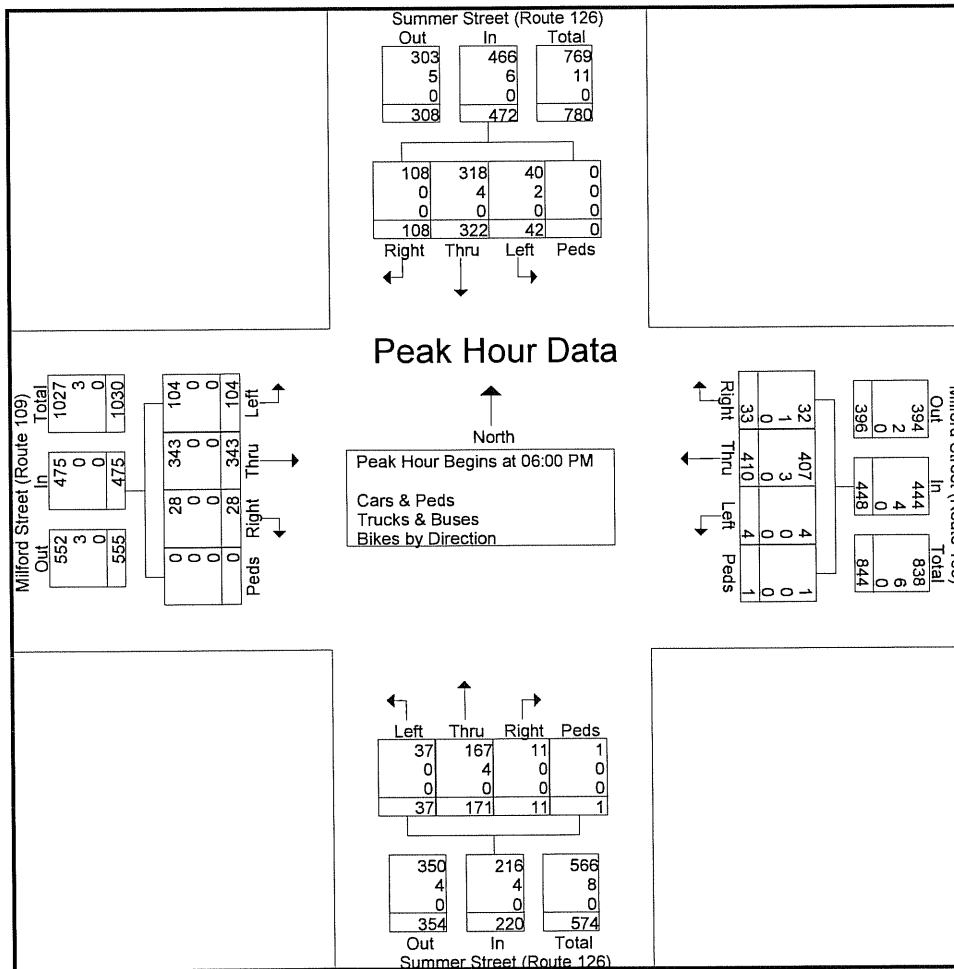 Summer Street (Route 126)
Out In Total
303 466 769
5 6 11
0 0 0
308 472 780
108 318 40 0
0 4 2 0
0 0 0 0
108 322 42 0
Right Thru Left Peds
Peak Hour Data
North
Peak Hour Begins at 06:00 PM
Cars & Peds
Trucks & Buses
Bikes by Direction
Milford Street (Route 109)
Out In Total
552 475 1027
3 0 3
0 0 0
555 475 1030
104 343 28 0
0 0 0 0
0 0 0 0
104 343 28 0
Left Thru Right Peds
Out In Total
394 444 838
2 4 6
0 0 0
396 448 844
32 407 4 1
1 3 0 0
0 0 0 0
33 410 4 1
Right Thru Left Peds
Left Thru Right Peds
37 167 11 1
0 4 0 0
0 0 0 0
37 171 11 1
350 216 566
4 4 8
0 0 0
354 220 574
Out In Total
Summer Street (Route 126)